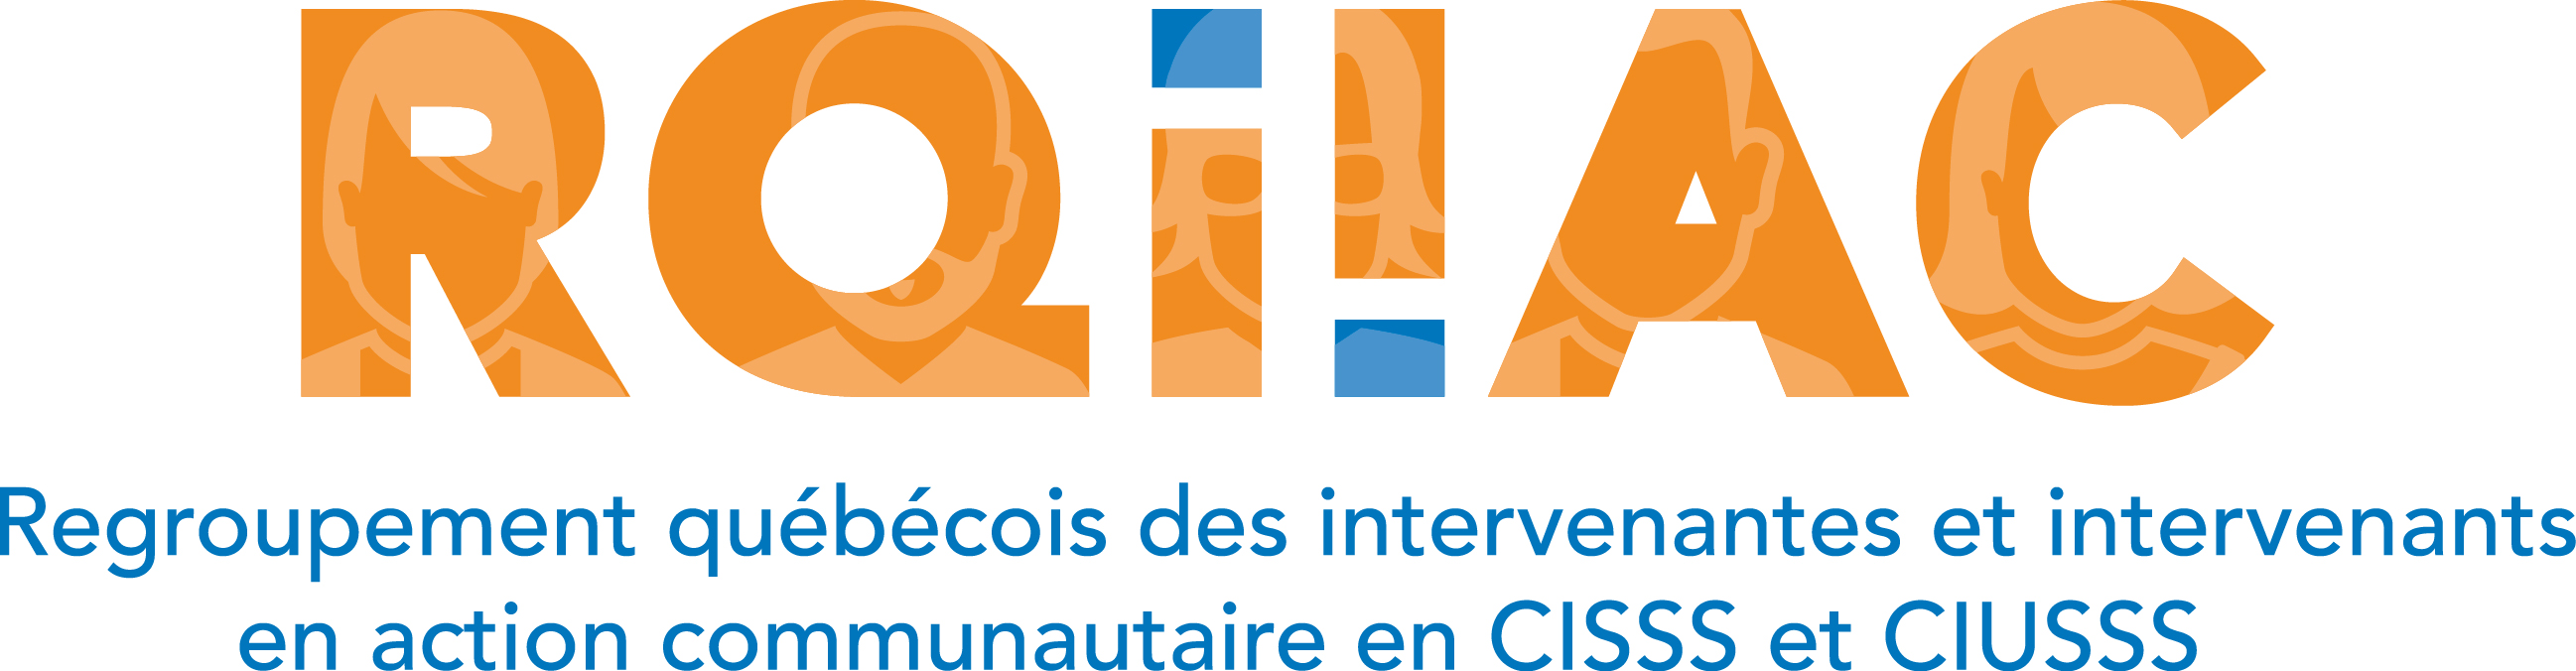 RQiIAC
Regroupement québécois des intervenantes et intervenants
en action communautaire en CISSS et CIUSSS